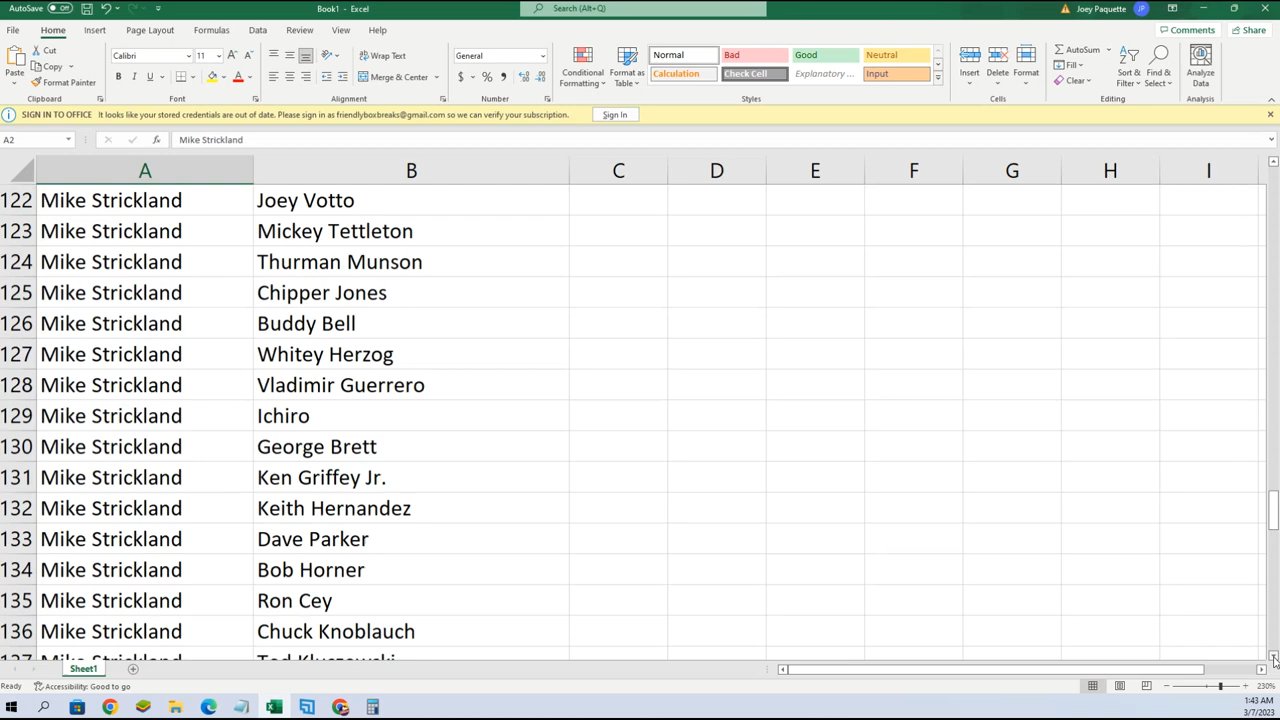 AutoSave Off Book1 - Excel Search (Alt+Q) Joey Paquette JP
File Home Insert Page Layout Formulas Data Review View Help Comments Share
Paste Cut Copy Format Painter Clipboard
Calibri 11 B I U A Font
Wrap Text Merge & Center Alignment
General $ % Number
Conditional Formatting Format as Table Normal Bad Good Neutral Calculation Check Cell Explanatory ... Input Styles
Insert Delete Format Cells
AutoSum Fill Clear Sort & Filter Find & Select Editing
Analyze Data Analysis
SIGN IN TO OFFICE It looks like your stored credentials are out of date. Please sign in as friendlyboxbreaks@gmail.com so we can verify your subscription. Sign In
A2 fx Mike Strickland
A B C D E F G H I
122 Mike Strickland Joey Votto
123 Mike Strickland Mickey Tettleton
124 Mike Strickland Thurman Munson
125 Mike Strickland Chipper Jones
126 Mike Strickland Buddy Bell
127 Mike Strickland Whitey Herzog
128 Mike Strickland Vladimir Guerrero
129 Mike Strickland Ichiro
130 Mike Strickland George Brett
131 Mike Strickland Ken Griffey Jr.
132 Mike Strickland Keith Hernandez
133 Mike Strickland Dave Parker
134 Mike Strickland Bob Horner
135 Mike Strickland Ron Cey
136 Mike Strickland Chuck Knoblauch
137 Mike Strickland Ted Kluszewski
Sheet1
Ready Accessibility: Good to go 230%
1:43 AM
3/7/2023